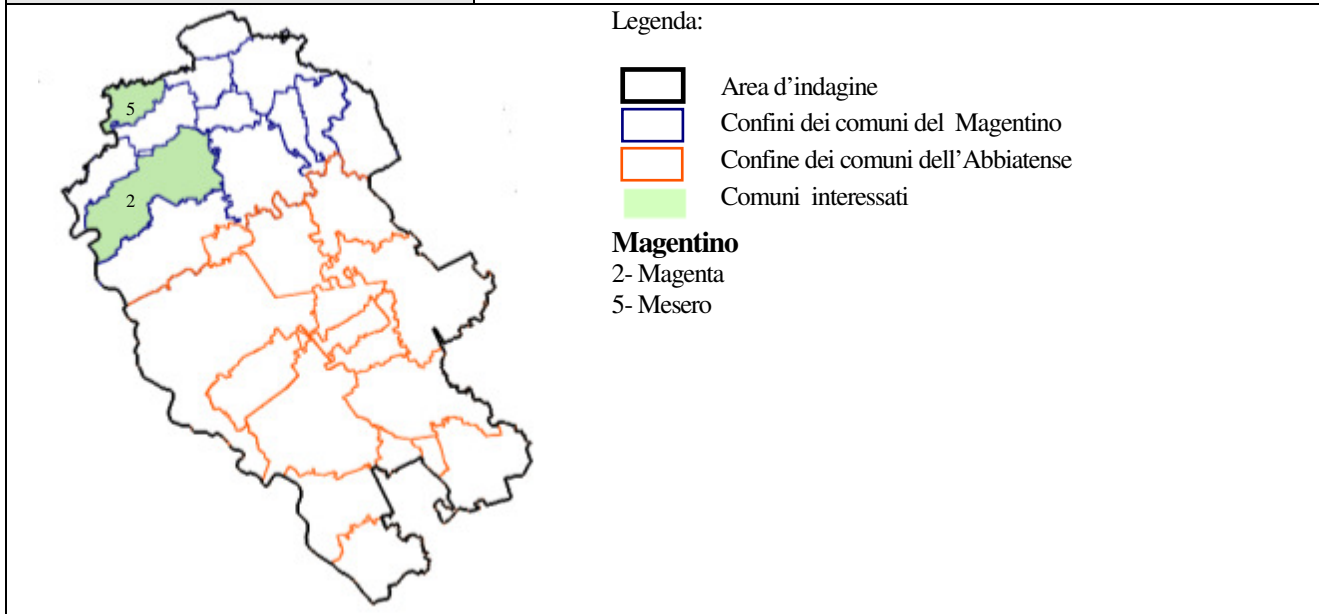 Legenda:
Area d'indagine
Confini dei comuni del Magentino
Confine dei comuni dell'Abbiatense
Comuni interessati
Magentino
2- Magenta
5- Mesero
5
2